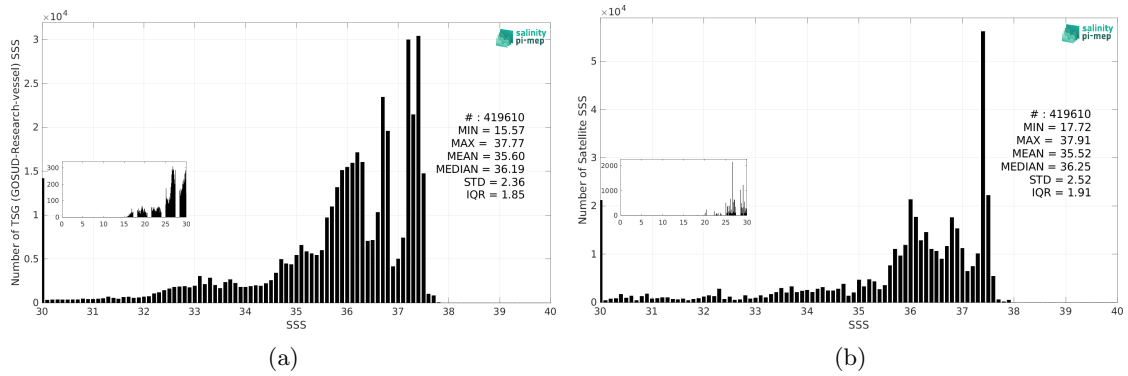 ×10⁴
salinity
pi-mep
# : 419610
MIN = 15.57
MAX = 37.77
MEAN = 35.60
MEDIAN = 36.19
STD = 2.36
IQR = 1.85
Number of TSG (GOSUD-Research-vessel) SSS
3
2.5
2
1.5
1
0.5
0
300
200
100
0
0 5 10 15 20 25 30
30 31 32 33 34 35 36 37 38 39 40
SSS
(a)
×10⁴
salinity
pi-mep
# : 419610
MIN = 17.72
MAX = 37.91
MEAN = 35.52
MEDIAN = 36.25
STD = 2.52
IQR = 1.91
Number of Satellite SSS
5
4
3
2
1
0
2000
1500
1000
500
0
0 5 10 15 20 25 30
30 31 32 33 34 35 36 37 38 39 40
SSS
(b)